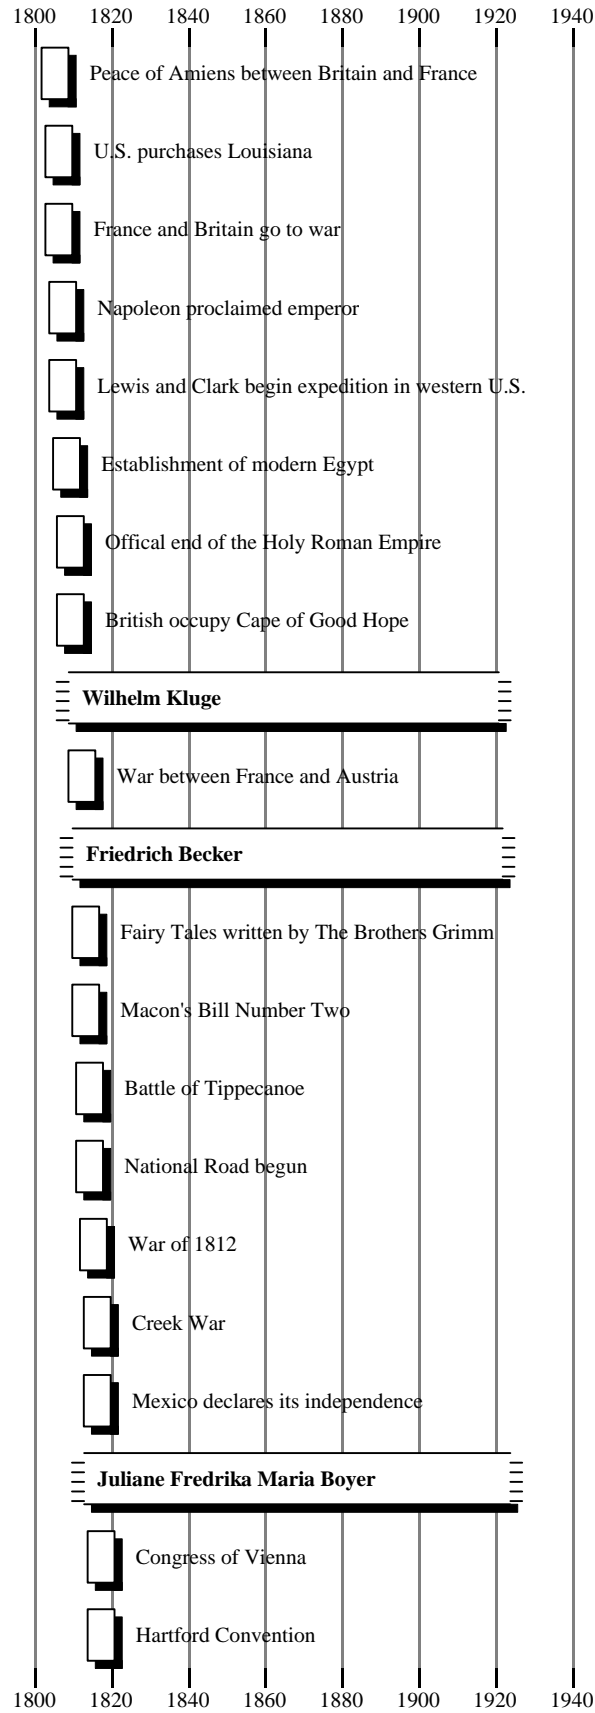 1800 1820 1840 1860 1880 1900 1920 1940
Peace of Amiens between Britain and France
U.S. purchases Louisiana
France and Britain go to war
Napoleon proclaimed emperor
Lewis and Clark begin expedition in western U.S.
Establishment of modern Egypt
Offical end of the Holy Roman Empire
British occupy Cape of Good Hope
Wilhelm Kluge
War between France and Austria
Friedrich Becker
Fairy Tales written by The Brothers Grimm
Macon's Bill Number Two
Battle of Tippecanoe
National Road begun
War of 1812
Creek War
Mexico declares its independence
Juliane Fredrika Maria Boyer
Congress of Vienna
Hartford Convention
1800 1820 1840 1860 1880 1900 1920 1940